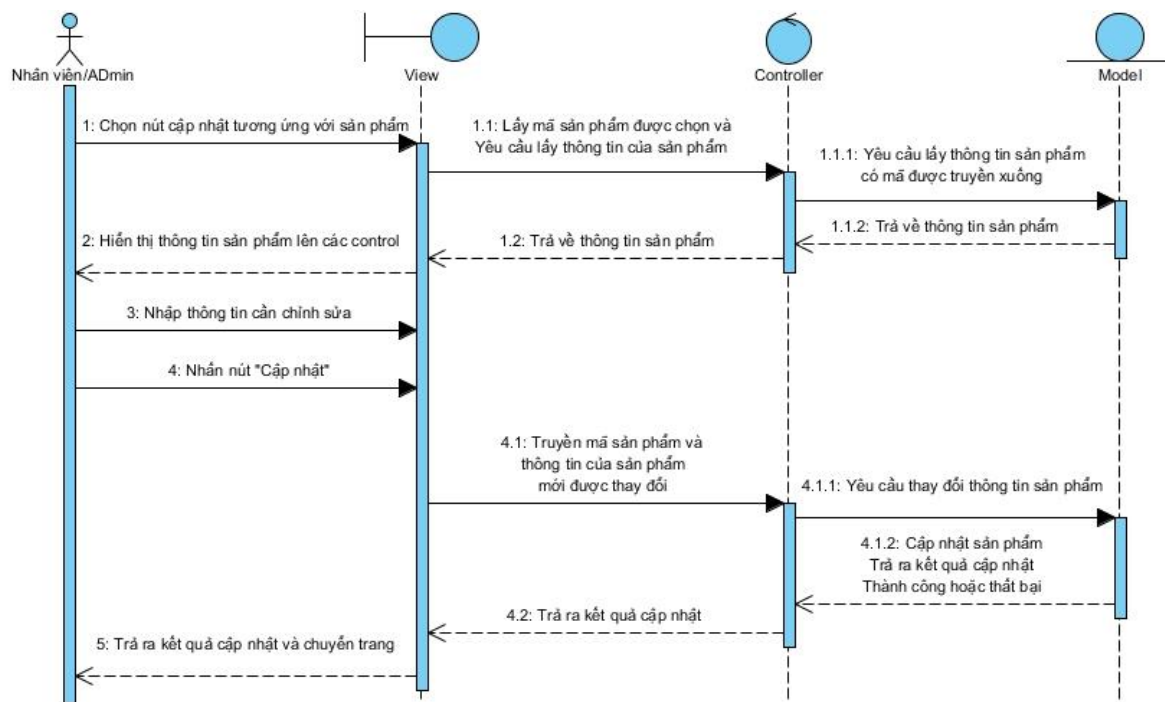 Nhân viên/ADmin
View
Controller
Model
1: Chọn nút cập nhật tương ứng với sản phẩm
1.1: Lấy mã sản phẩm được chọn và
Yêu cầu lấy thông tin của sản phẩm
1.1.1: Yêu cầu lấy thông tin sản phẩm
có mã được truyền xuống
1.1.2: Trả về thông tin sản phẩm
1.2: Trả về thông tin sản phẩm
2: Hiển thị thông tin sản phẩm lên các control
3: Nhập thông tin cần chỉnh sửa
4: Nhấn nút "Cập nhật"
4.1: Truyền mã sản phẩm và
thông tin của sản phẩm
mới được thay đổi
4.1.1: Yêu cầu thay đổi thông tin sản phẩm
4.1.2: Cập nhật sản phẩm
Trả ra kết quả cập nhật
Thành công hoặc thất bại
4.2: Trả ra kết quả cập nhật
5: Trả ra kết quả cập nhật và chuyển trang